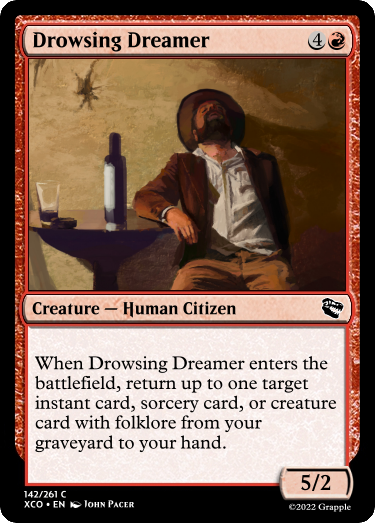 Drowsing Dreamer 4
Creature — Human Citizen
When Drowsing Dreamer enters the
battlefield, return up to one target
instant card, sorcery card, or creature
card with folklore from your
graveyard to your hand.
5/2
142/261 C
XCO • EN JOHN PACER
©2022 Grapple